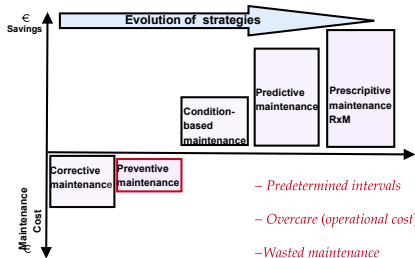 €
Savings
Evolution of strategies
Condition-
based
maintenance
Predictive
maintenance
Prescripitive
maintenance
RxM
Corrective
maintenance
Preventive
maintenance
Maintenance
Cost
€
– Predetermined intervals
– Overcare (operational cost)
–Wasted maintenance